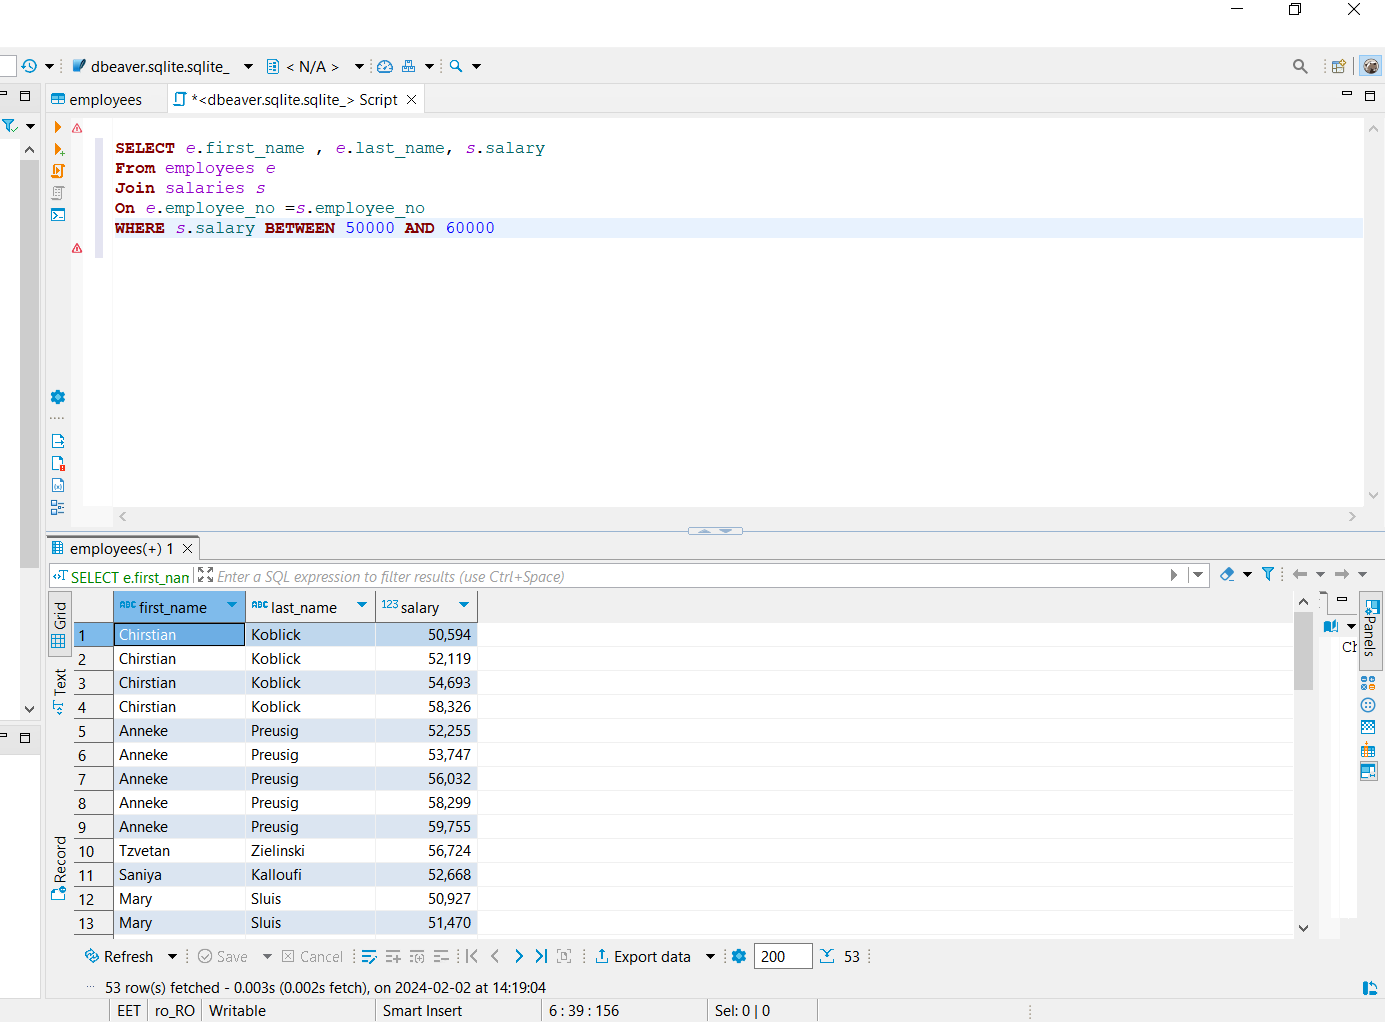 dbeaver.sqlite.sqlite_ < N/A >
employees *<dbeaver.sqlite.sqlite_> Script
SELECT e.first_name , e.last_name, s.salary
From employees e
Join salaries s
On e.employee_no =s.employee_no
WHERE s.salary BETWEEN 50000 AND 60000
employees(+) 1
SELECT e.first_nam Enter a SQL expression to filter results (use Ctrl+Space)
Grid
Text
Record
ABC first_name ABC last_name 123 salary
1 Chirstian Koblick 50,594
2 Chirstian Koblick 52,119
3 Chirstian Koblick 54,693
4 Chirstian Koblick 58,326
5 Anneke Preusig 52,255
6 Anneke Preusig 53,747
7 Anneke Preusig 56,032
8 Anneke Preusig 58,299
9 Anneke Preusig 59,755
10 Tzvetan Zielinski 56,724
11 Saniya Kalloufi 52,668
12 Mary Sluis 50,927
13 Mary Sluis 51,470
Panels
Refresh Save Cancel Export data 200 53
53 row(s) fetched - 0.003s (0.002s fetch), on 2024-02-02 at 14:19:04
EET ro_RO Writable Smart Insert 6 : 39 : 156 Sel: 0 | 0